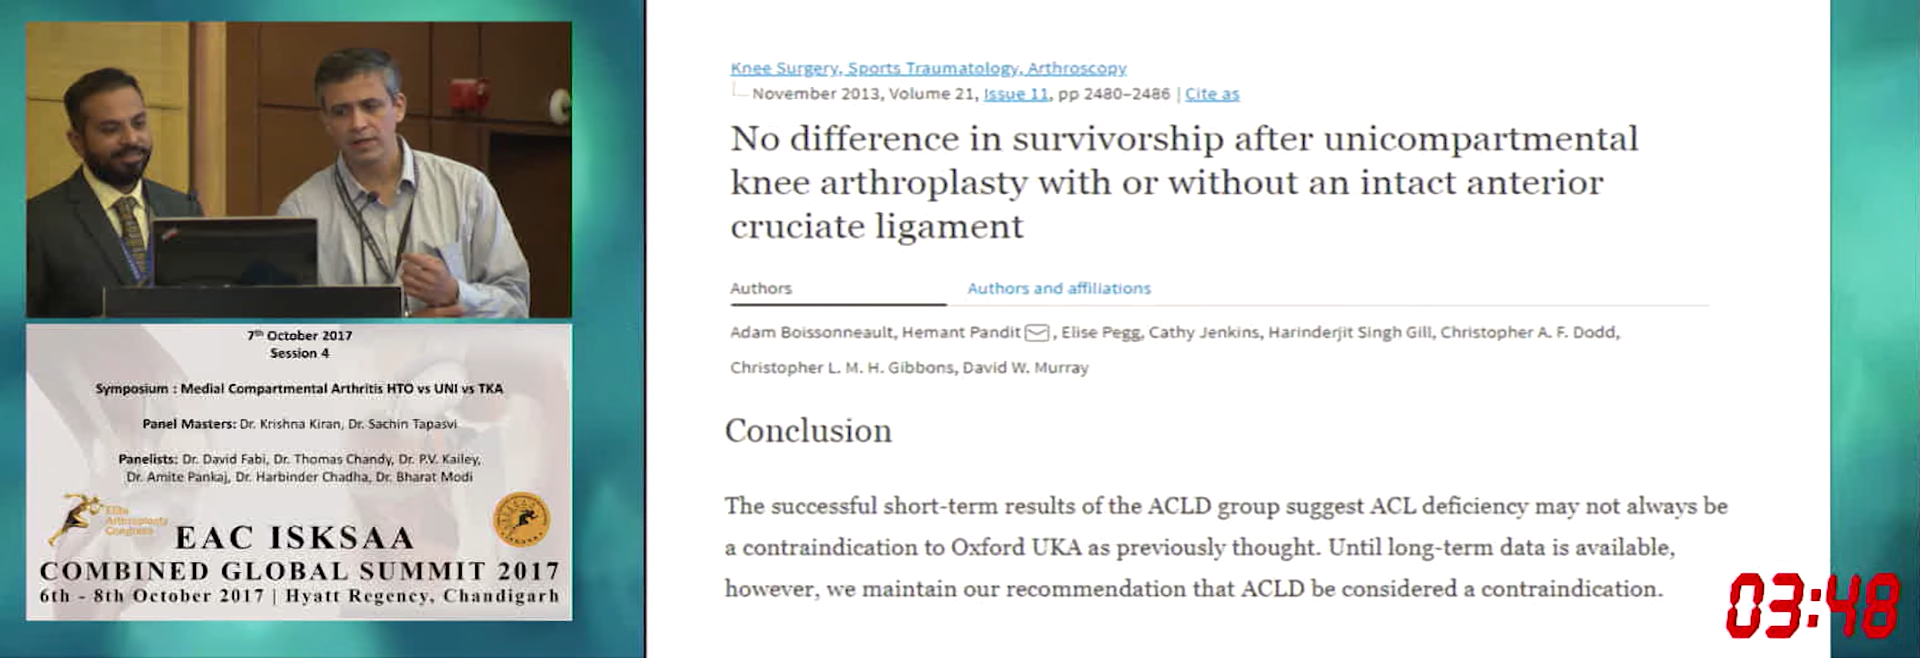 7th October 2017
Session 4
Symposium : Medial Compartmental Arthritis HTO vs UNI vs TKA
Panel Masters: Dr. Krishna Kiran, Dr. Sachin Tapasvi
Panelists: Dr. David Fabi, Dr. Thomas Chandy, Dr. P.V. Kailey,
Dr. Amite Pankaj, Dr. Harbinder Chadha, Dr. Bharat Modi
Elite
Arthroplasty
Congress
EAC ISKSAA
COMBINED GLOBAL SUMMIT 2017
6th - 8th October 2017 | Hyatt Regency, Chandigarh
Knee Surgery, Sports Traumatology, Arthroscopy
November 2013, Volume 21, Issue 11, pp 2480–2486 | Cite as
No difference in survivorship after unicompartmental
knee arthroplasty with or without an intact anterior
cruciate ligament
Authors
Authors and affiliations
Adam Boissonneault, Hemant Pandit, Elise Pegg, Cathy Jenkins, Harinderjit Singh Gill, Christopher A. F. Dodd,
Christopher L. M. H. Gibbons, David W. Murray
Conclusion
The successful short-term results of the ACLD group suggest ACL deficiency may not always be
a contraindication to Oxford UKA as previously thought. Until long-term data is available,
however, we maintain our recommendation that ACLD be considered a contraindication.
03:48